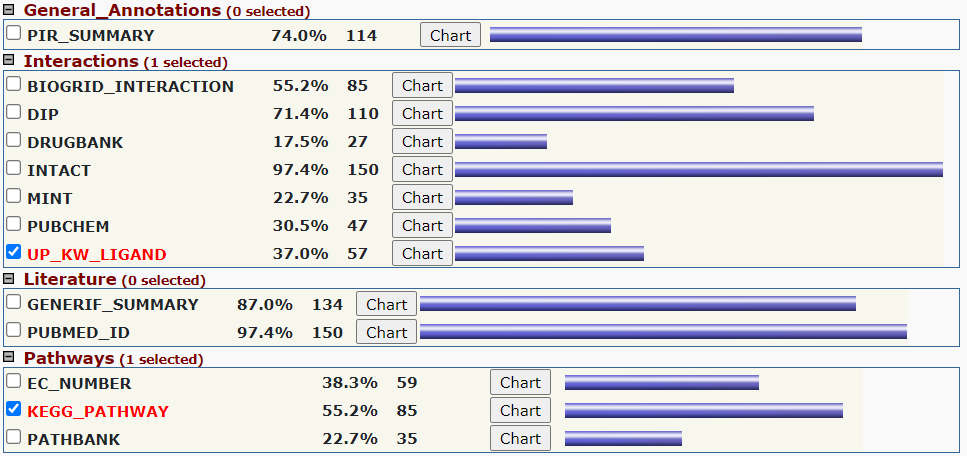 General_Annotations (0 selected)
PIR_SUMMARY 74.0% 114 Chart
Interactions (1 selected)
BIOGRID_INTERACTION 55.2% 85 Chart
DIP 71.4% 110 Chart
DRUGBANK 17.5% 27 Chart
INTACT 97.4% 150 Chart
MINT 22.7% 35 Chart
PUBCHEM 30.5% 47 Chart
UP_KW_LIGAND 37.0% 57 Chart
Literature (0 selected)
GENERIF_SUMMARY 87.0% 134 Chart
PUBMED_ID 97.4% 150 Chart
Pathways (1 selected)
EC_NUMBER 38.3% 59 Chart
KEGG_PATHWAY 55.2% 85 Chart
PATHBANK 22.7% 35 Chart